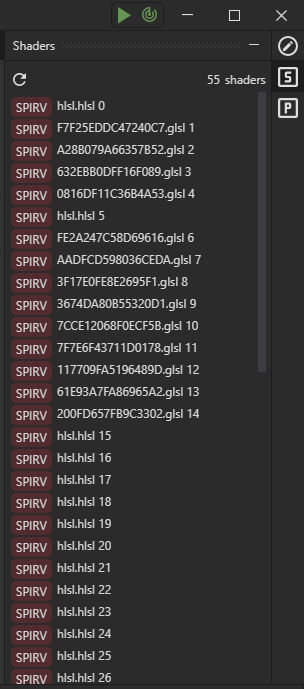 Shaders
55 shaders
SPIRV hlsl.hlsl 0
SPIRV F7F25EDDC47240C7.glsl 1
SPIRV A28B079A66357B52.glsl 2
SPIRV 632EBB0DFF16F089.glsl 3
SPIRV 0816DF11C36B4A53.glsl 4
SPIRV hlsl.hlsl 5
SPIRV FE2A247C58D69616.glsl 6
SPIRV AADFCD598036CEDA.glsl 7
SPIRV 3F17E0FE8E2695F1.glsl 8
SPIRV 3674DA80B55320D1.glsl 9
SPIRV 7CCE12068F0ECF5B.glsl 10
SPIRV 7F7E6F43711D0178.glsl 11
SPIRV 117709FA5196489D.glsl 12
SPIRV 61E93A7FA86965A2.glsl 13
SPIRV 200FD657FB9C3302.glsl 14
SPIRV hlsl.hlsl 15
SPIRV hlsl.hlsl 16
SPIRV hlsl.hlsl 17
SPIRV hlsl.hlsl 18
SPIRV hlsl.hlsl 19
SPIRV hlsl.hlsl 20
SPIRV hlsl.hlsl 21
SPIRV hlsl.hlsl 22
SPIRV hlsl.hlsl 23
SPIRV hlsl.hlsl 24
SPIRV hlsl.hlsl 25
SPIRV hlsl.hlsl 26
S
P